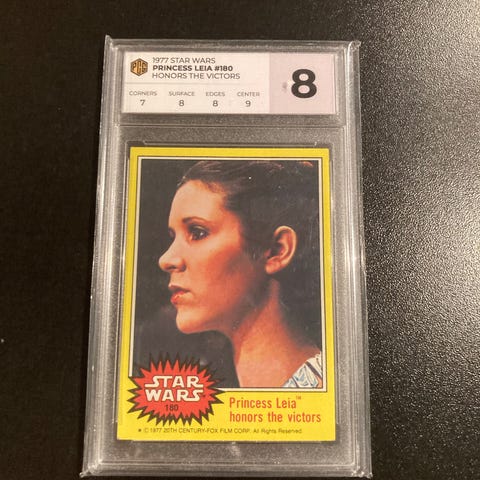 1977 STAR WARS
PRINCESS LEIA #180
HONORS THE VICTORS
CORNERS SURFACE EDGES CENTER
7 8 8 9
8
STAR
WARS
180
Princess Leia™
honors the victors
* © 1977 20TH CENTURY-FOX FILM CORP. All Rights Reserved.